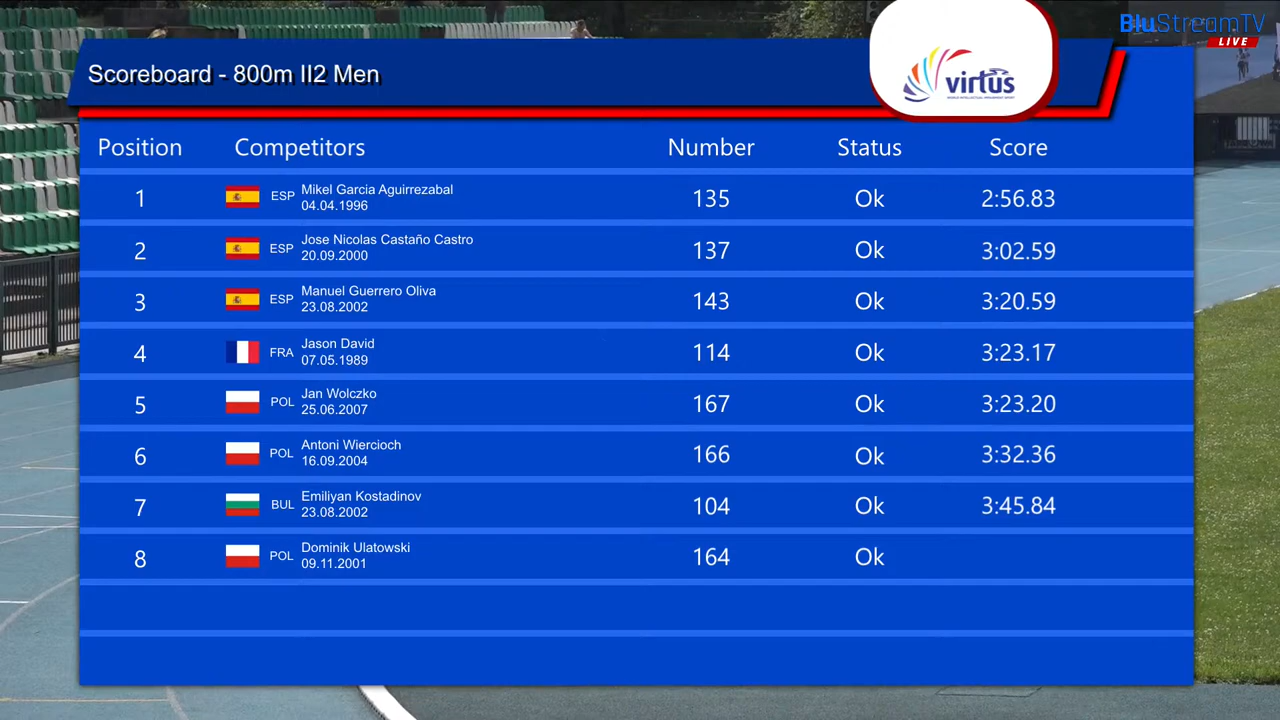 BluStreamTV
LIVE
Scoreboard - 800m II2 Men
virtus
Position Competitors Number Status Score
1 ESP Mikel Garcia Aguirrezabal 135 Ok 2:56.83
04.04.1996
2 ESP Jose Nicolas Castaño Castro 137 Ok 3:02.59
20.09.2000
3 ESP Manuel Guerrero Oliva 143 Ok 3:20.59
23.08.2002
4 FRA Jason David 114 Ok 3:23.17
07.05.1989
5 POL Jan Wolczko 167 Ok 3:23.20
25.06.2007
6 POL Antoni Wiercioch 166 Ok 3:32.36
16.09.2004
7 BUL Emiliyan Kostadinov 104 Ok 3:45.84
23.08.2002
8 POL Dominik Ulatowski 164 Ok
09.11.2001